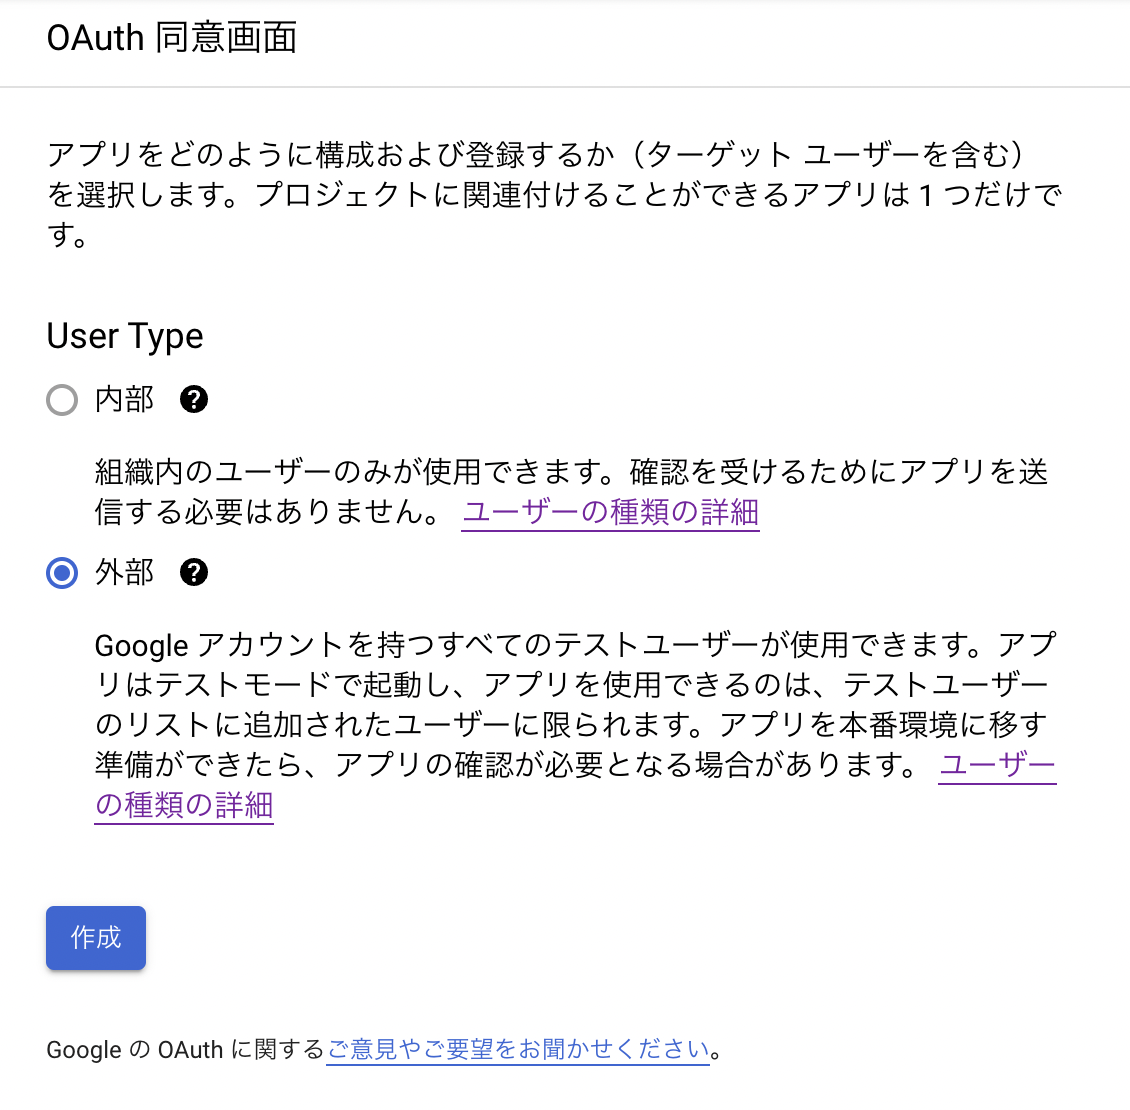 OAuth 同意画面
アプリをどのように構成および登録するか（ターゲット ユーザーを含む）
を選択します。プロジェクトに関連付けることができるアプリは 1 つだけで
す。
User Type
内部
組織内のユーザーのみが使用できます。確認を受けるためにアプリを送
信する必要はありません。 ユーザーの種類の詳細
外部
Google アカウントを持つすべてのテストユーザーが使用できます。アプ
リはテストモードで起動し、アプリを使用できるのは、テストユーザー
のリストに追加されたユーザーに限られます。アプリを本番環境に移す
準備ができたら、アプリの確認が必要となる場合があります。 ユーザー
の種類の詳細
作成
Google の OAuth に関するご意見やご要望をお聞かせください。